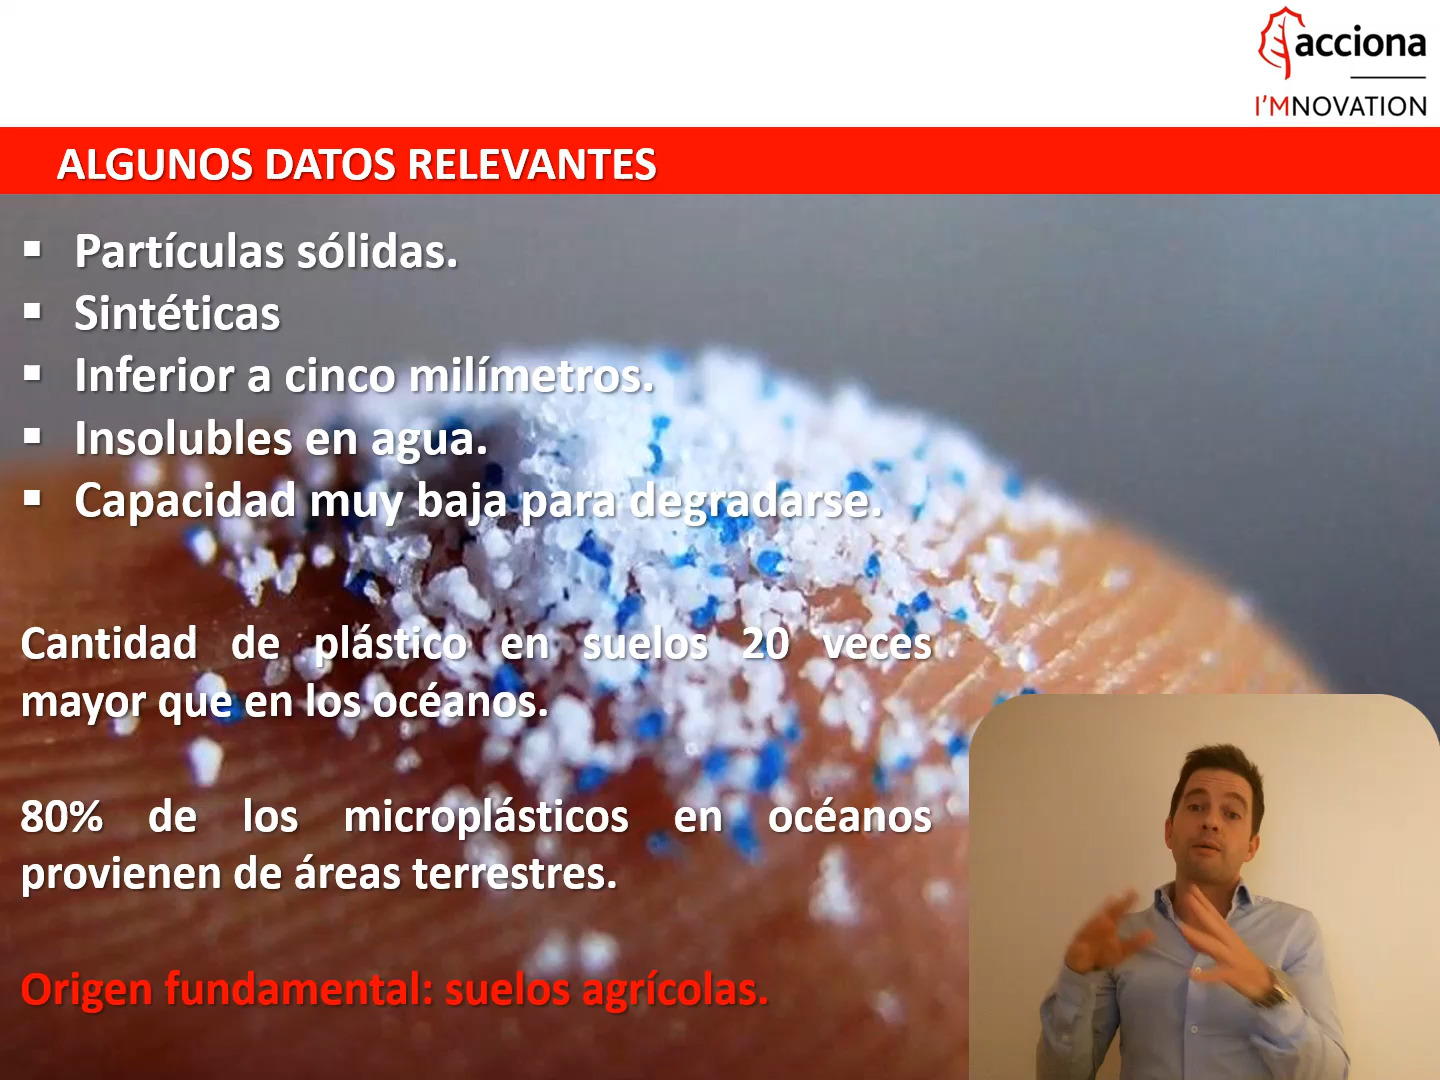 acciona
I'MNOVATION
ALGUNOS DATOS RELEVANTES
▪ Partículas sólidas.
▪ Sintéticas
▪ Inferior a cinco milímetros.
▪ Insolubles en agua.
▪ Capacidad muy baja para degradarse.
Cantidad de plástico en suelos 20 veces
mayor que en los océanos.
80% de los microplásticos en océanos
provienen de áreas terrestres.
Origen fundamental: suelos agrícolas.